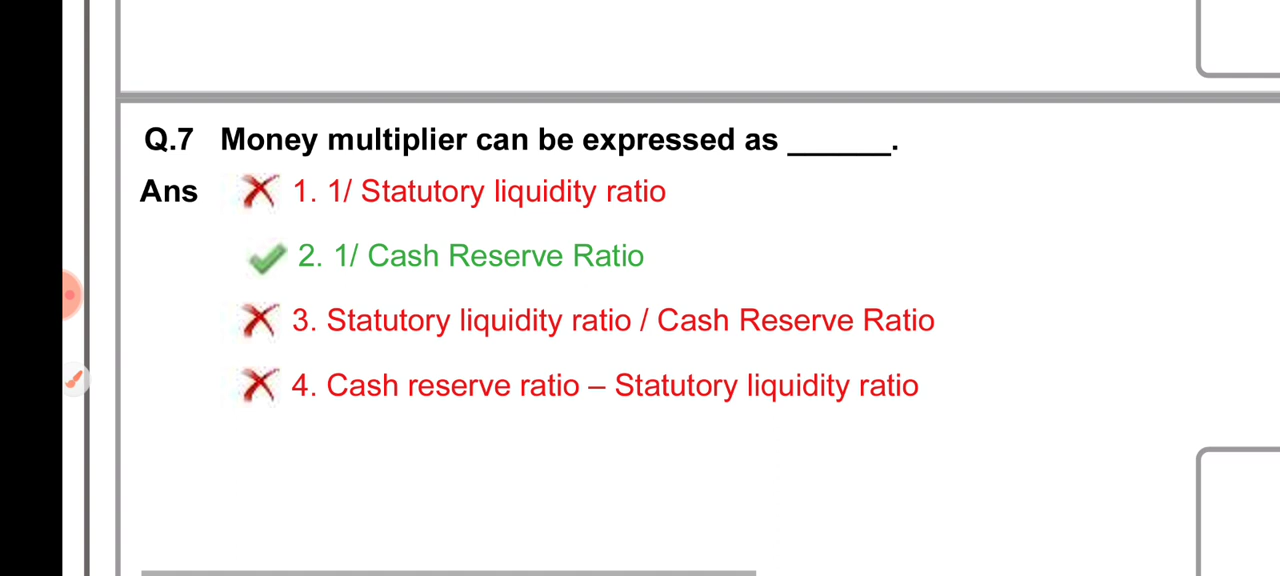 Q.7 Money multiplier can be expressed as ______.
Ans 1. 1/ Statutory liquidity ratio
2. 1/ Cash Reserve Ratio
3. Statutory liquidity ratio / Cash Reserve Ratio
4. Cash reserve ratio – Statutory liquidity ratio